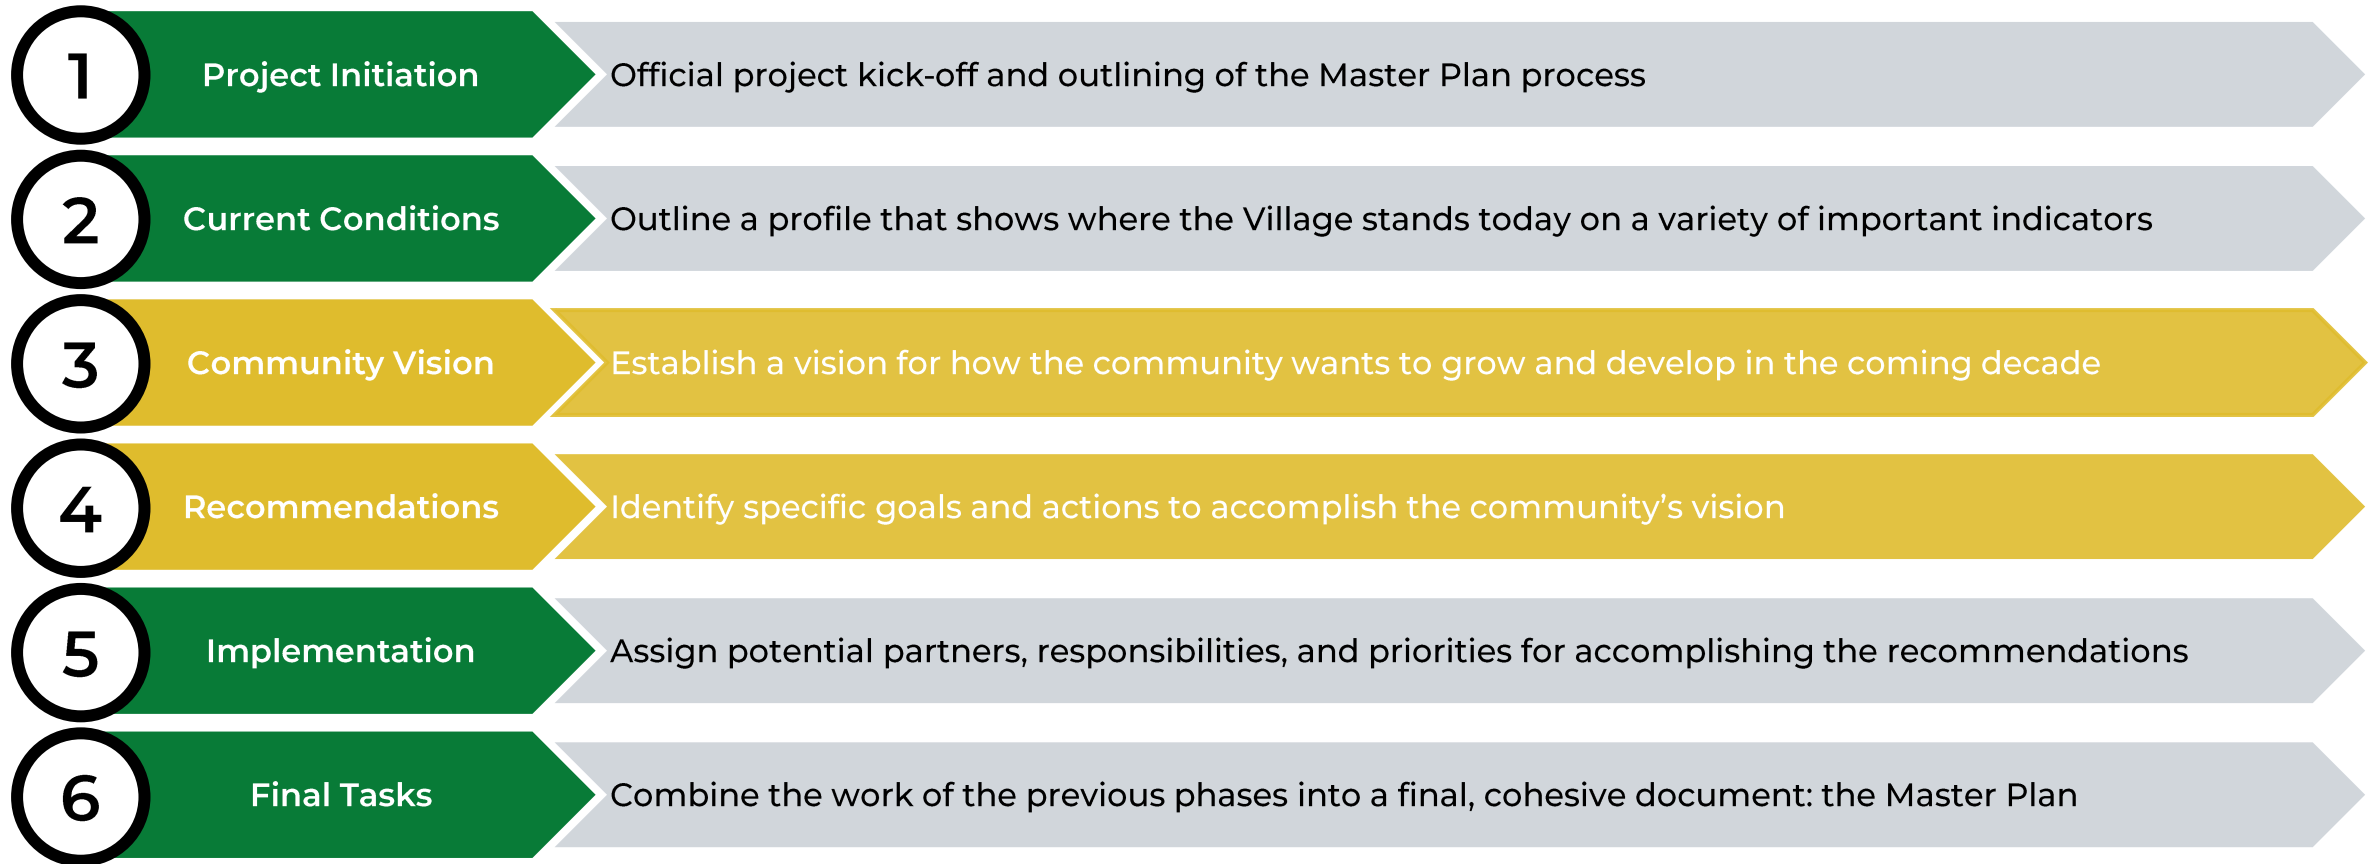 1
Project Initiation
Official project kick-off and outlining of the Master Plan process
2
Current Conditions
Outline a profile that shows where the Village stands today on a variety of important indicators
3
Community Vision
Establish a vision for how the community wants to grow and develop in the coming decade
4
Recommendations
Identify specific goals and actions to accomplish the community’s vision
5
Implementation
Assign potential partners, responsibilities, and priorities for accomplishing the recommendations
6
Final Tasks
Combine the work of the previous phases into a final, cohesive document: the Master Plan